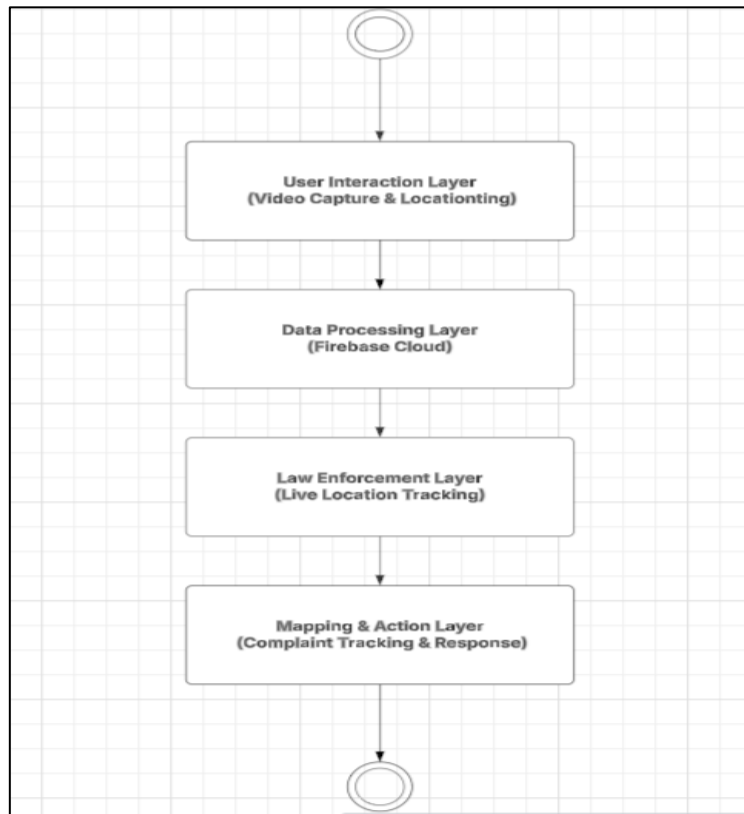 User Interaction Layer
(Video Capture & Locationting)
Data Processing Layer
(Firebase Cloud)
Law Enforcement Layer
(Live Location Tracking)
Mapping & Action Layer
(Complaint Tracking & Response)